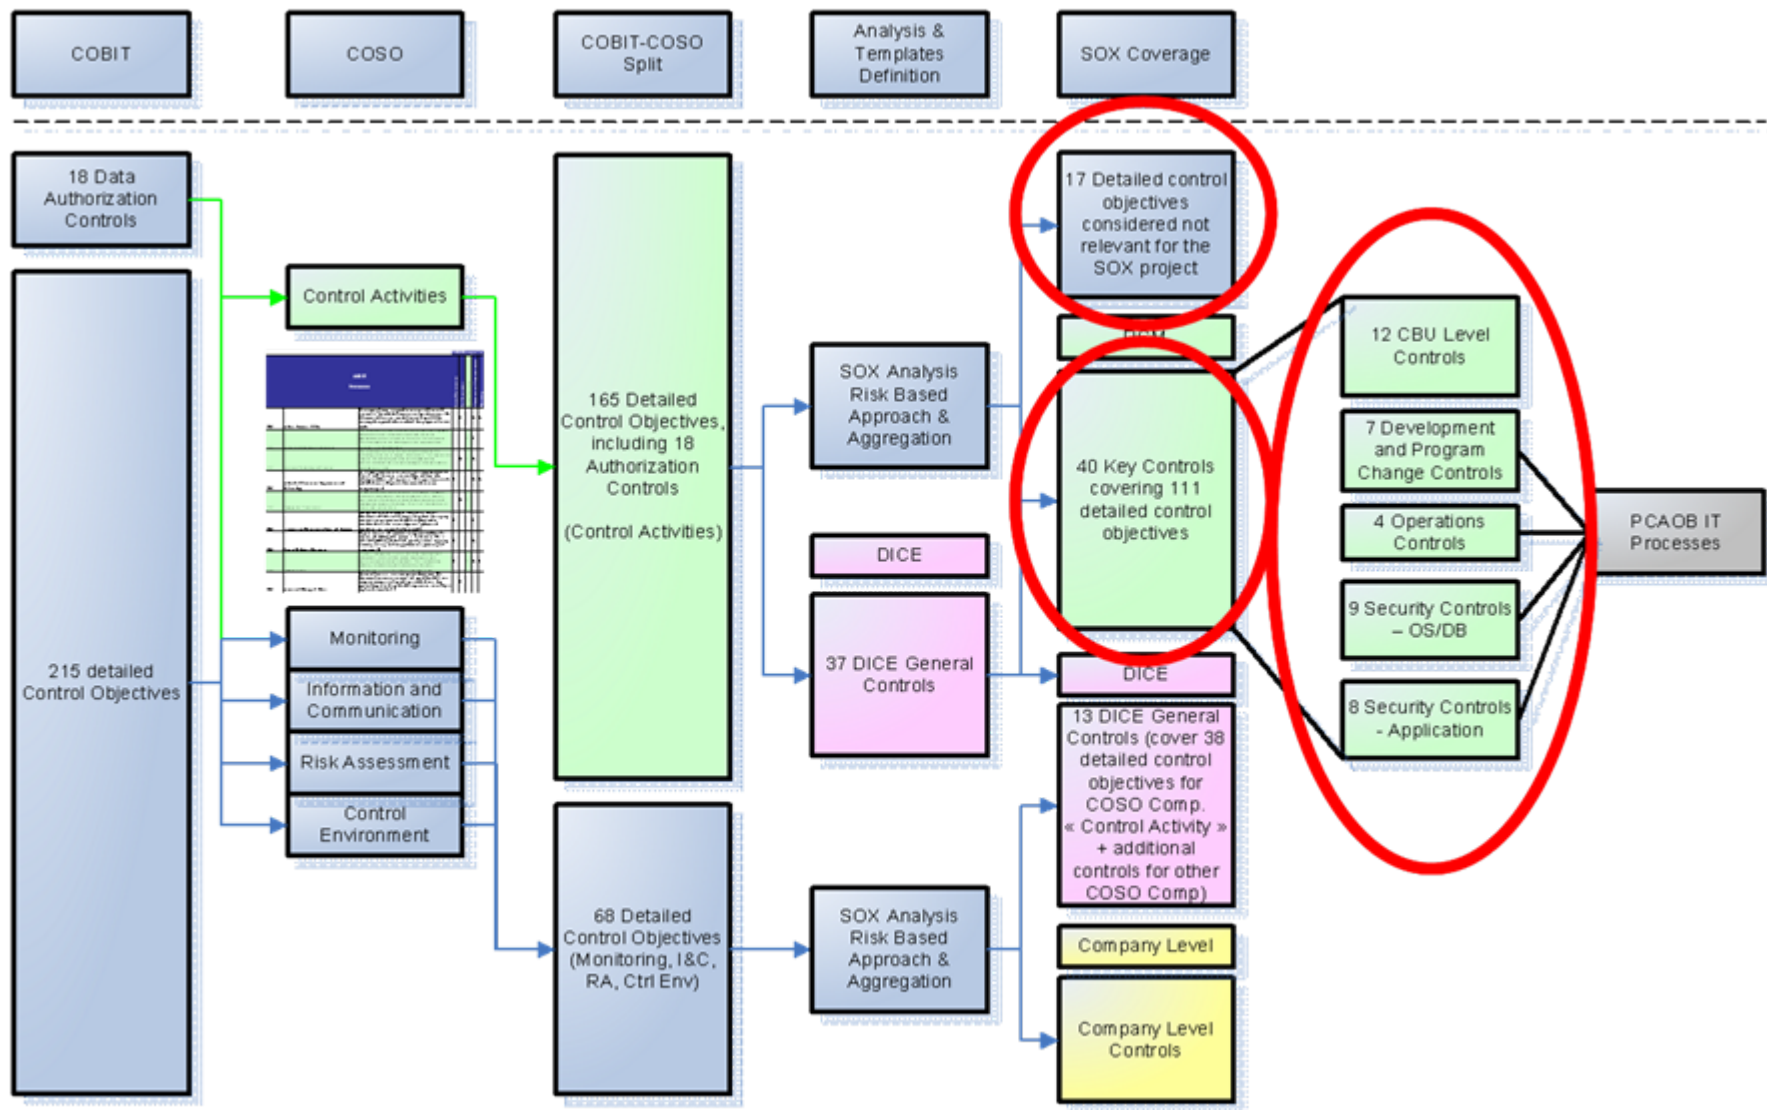 COBIT
COSO
COBIT-COSO
Split
Analysis &
Templates
Definition
SOX Coverage
18 Data
Authorization
Controls
215 detailed
Control Objectives
Control Activities
Monitoring
Information and
Communication
Risk Assessment
Control
Environment
165 Detailed
Control Objectives,
including 18
Authorization
Controls
(Control Activities)
68 Detailed
Control Objectives
(Monitoring, I&C,
RA, Ctrl Env)
SOX Analysis
Risk Based
Approach &
Aggregation
DICE
37 DICE General
Controls
SOX Analysis
Risk Based
Approach &
Aggregation
17 Detailed control
objectives
considered not
relevant for the
SOX project
40 Key Controls
covering 111
detailed control
objectives
DICE
13 DICE General
Controls (cover 38
detailed control
objectives for
COSO Comp.
« Control Activity »
+ additional
controls for other
COSO Comp)
Company Level
Company Level
Controls
12 CBU Level
Controls
7 Development
and Program
Change Controls
4 Operations
Controls
9 Security Controls
– OS/DB
8 Security Controls
- Application
PCAOB IT
Processes